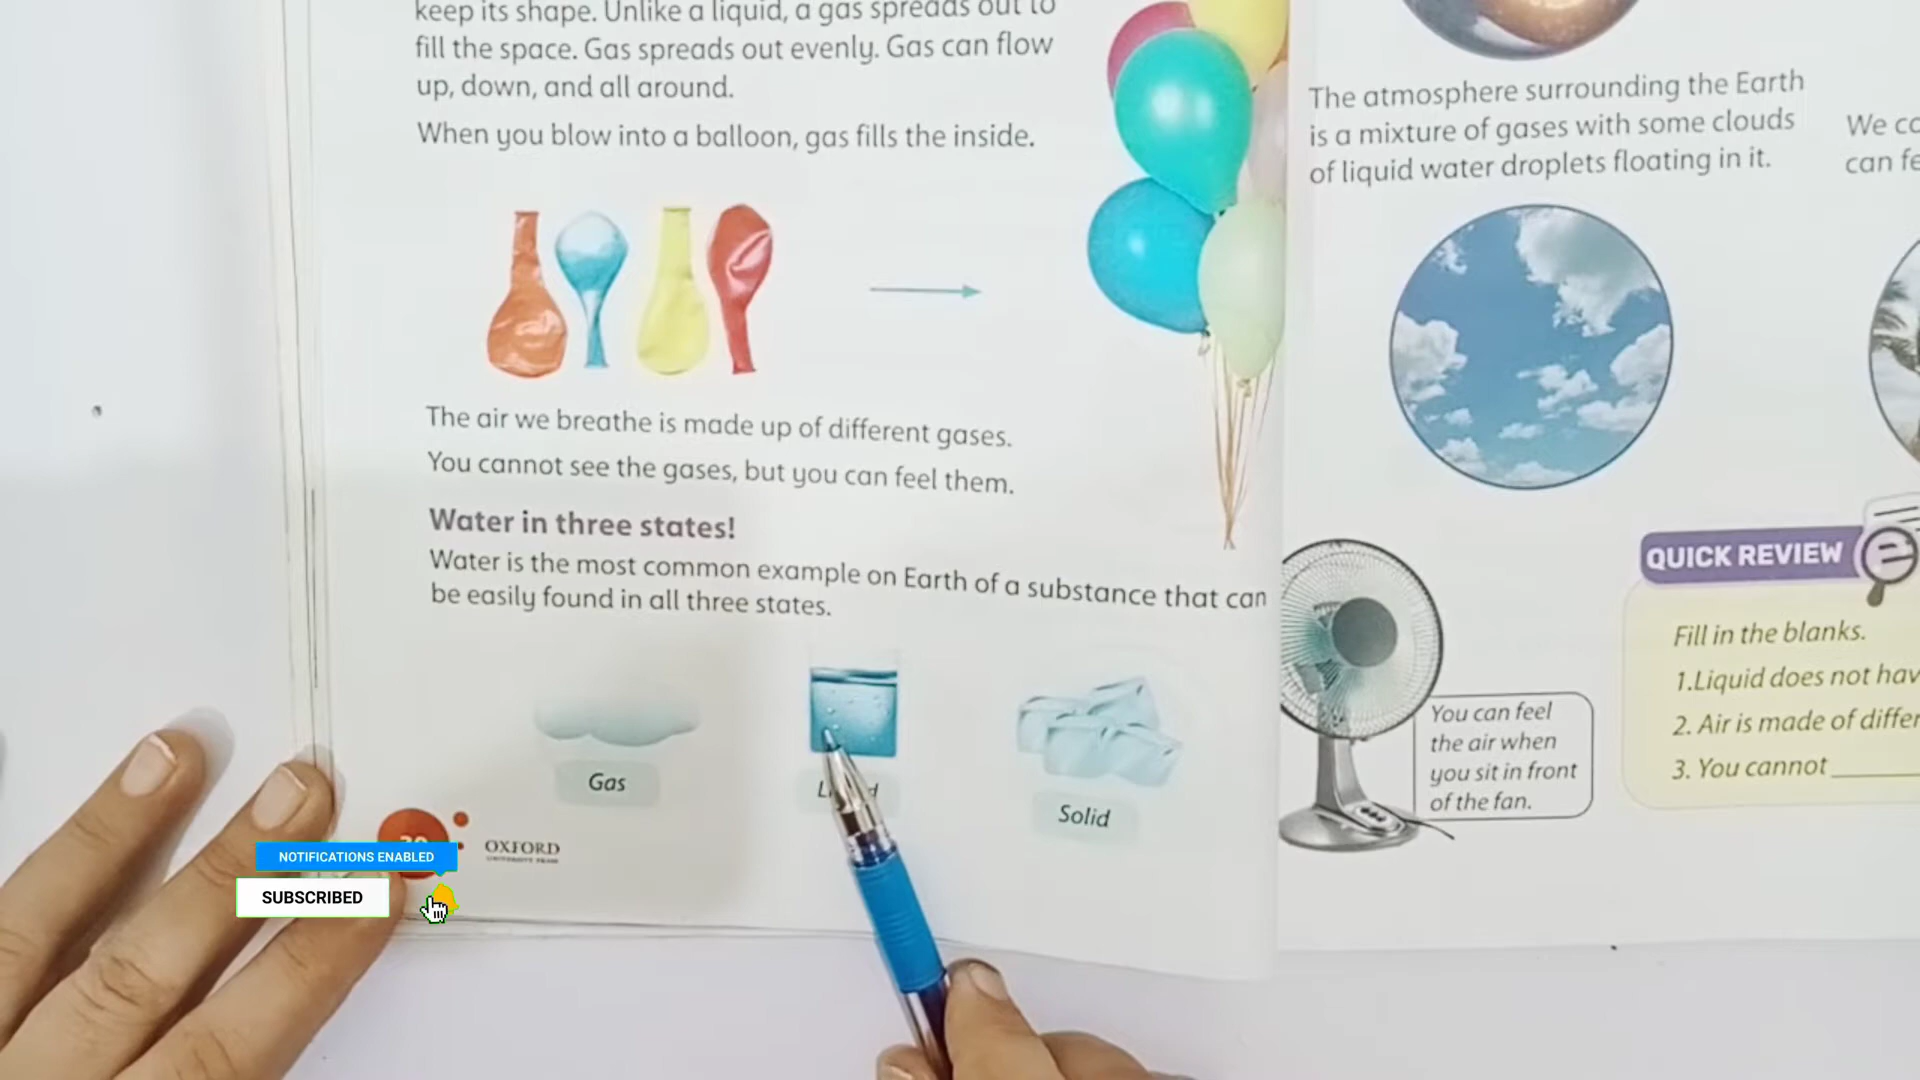 keep its shape. Unlike a liquid, a gas spreads out to
fill the space. Gas spreads out evenly. Gas can flow
up, down, and all around.
When you blow into a balloon, gas fills the inside.
The air we breathe is made up of different gases.
You cannot see the gases, but you can feel them.
Water in three states!
Water is the most common example on Earth of a substance that can
be easily found in all three states.
Gas
Solid
OXFORD
UNIVERSITY PRESS
NOTIFICATIONS ENABLED
SUBSCRIBED
The atmosphere surrounding the Earth
is a mixture of gases with some clouds
of liquid water droplets floating in it.
We
can
You can feel
the air when
you sit in front
of the fan.
QUICK REVIEW
Fill in the blanks.
1.Liquid does not
2. Air is made of
3. You cannot